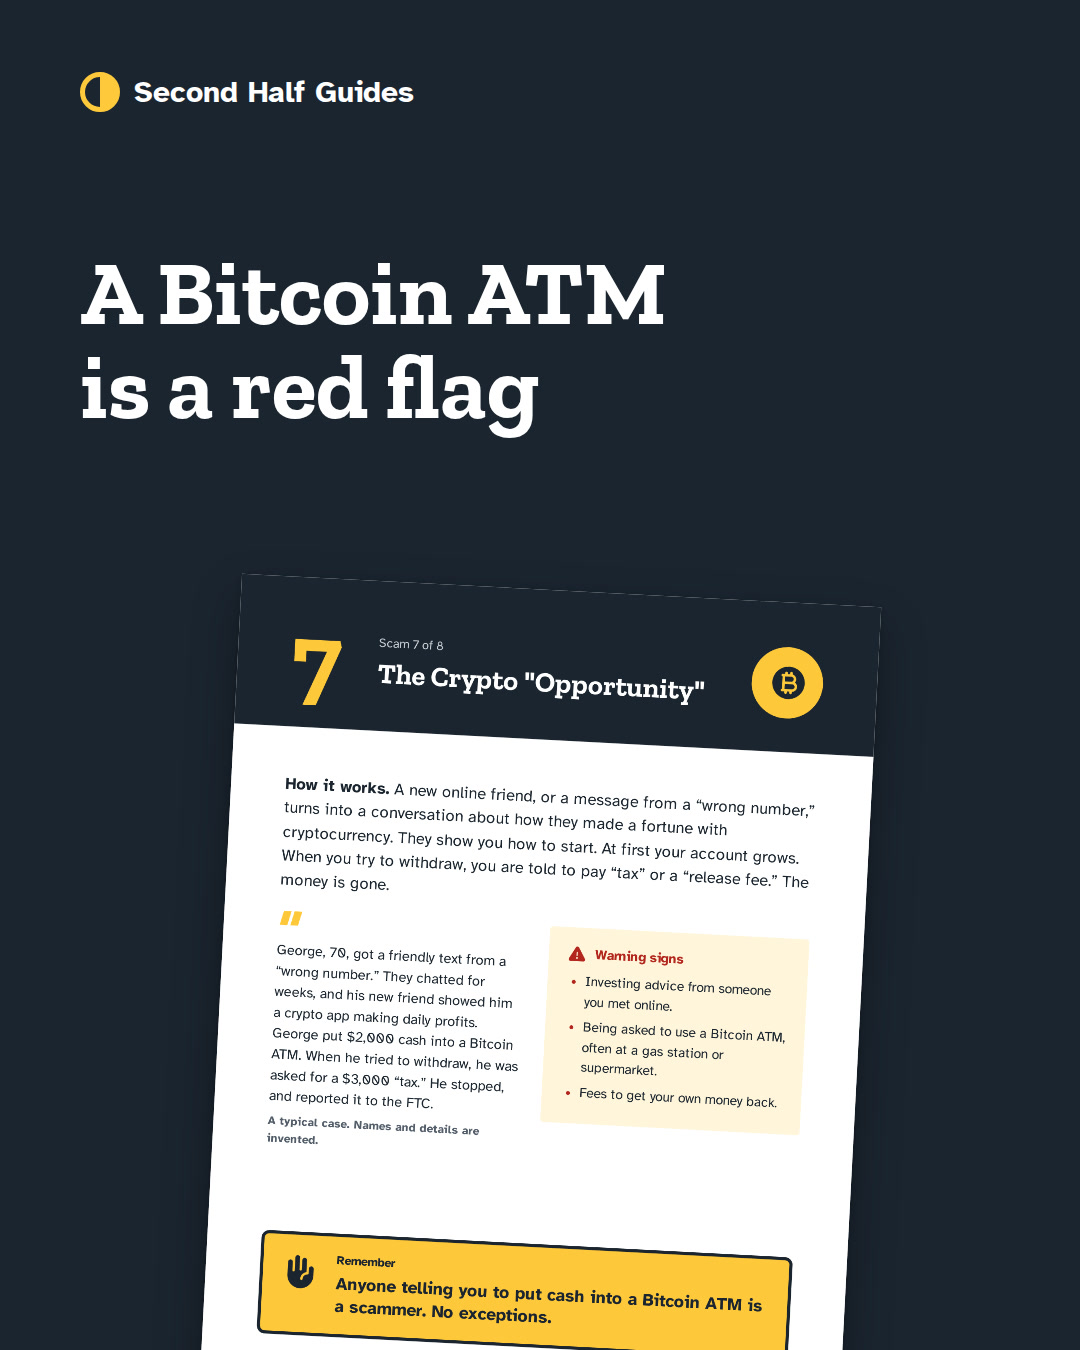 Second Half Guides
A Bitcoin ATM
is a red flag
7
Scam 7 of 8
The Crypto "Opportunity"
How it works. A new online friend, or a message from a “wrong number,”
turns into a conversation about how they made a fortune with
cryptocurrency. They show you how to start. At first your account grows.
When you try to withdraw, you are told to pay “tax” or a “release fee.” The
money is gone.
George, 70, got a friendly text from a
“wrong number.” They chatted for
weeks, and his new friend showed him
a crypto app making daily profits.
George put $2,000 cash into a Bitcoin
ATM. When he tried to withdraw, he was
asked for a $3,000 “tax.” He stopped,
and reported it to the FTC.
A typical case. Names and details are
invented.
Warning signs
• Investing advice from someone
you met online.
• Being asked to use a Bitcoin ATM,
often at a gas station or
supermarket.
• Fees to get your own money back.
Remember
Anyone telling you to put cash into a Bitcoin ATM is
a scammer. No exceptions.